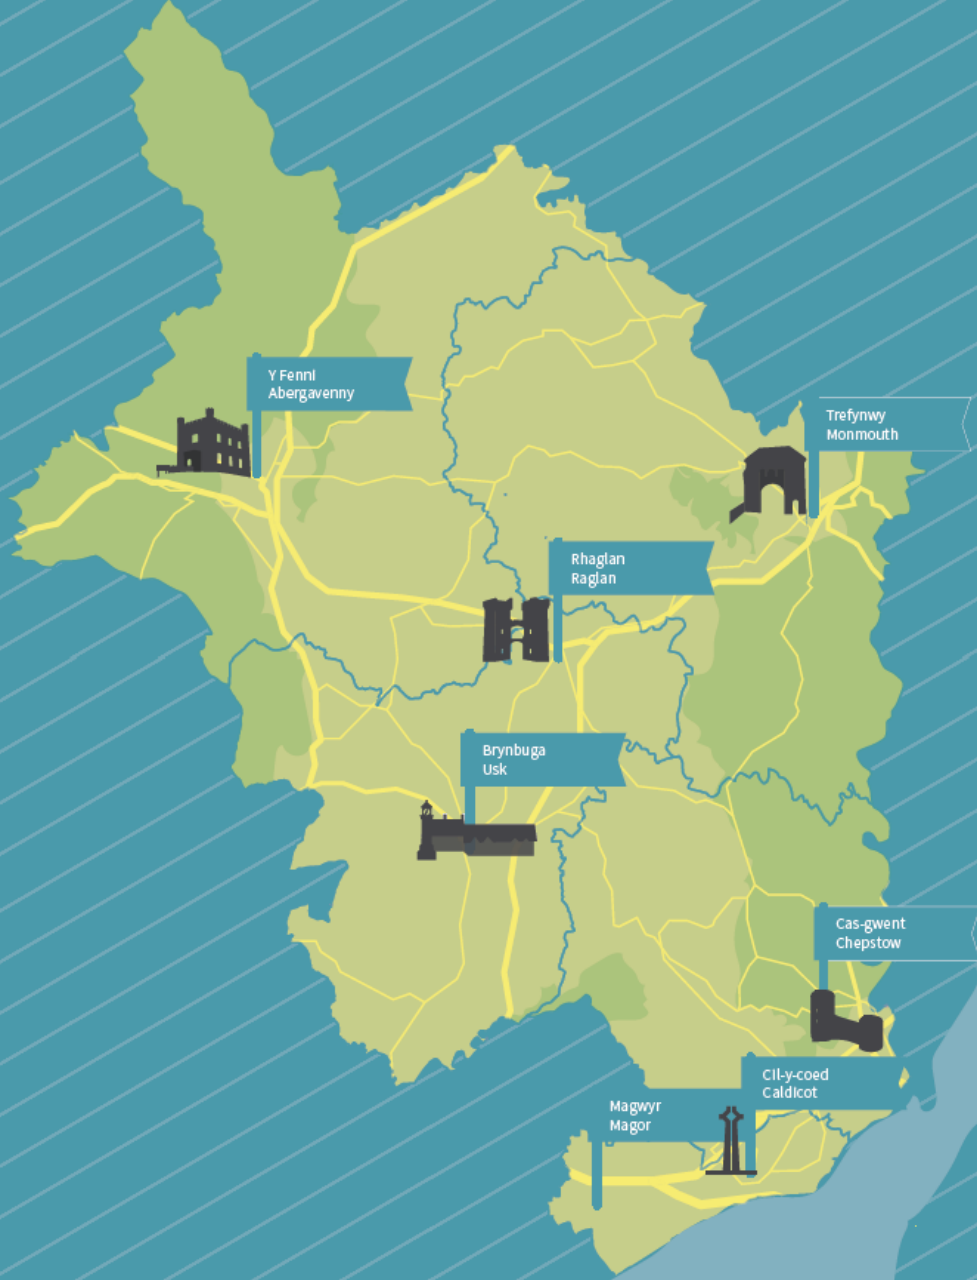 Y Fenni
Abergavenny
Trefynwy
Monmouth
Rhaglan
Raglan
Brynbuga
Usk
Cas-gwent
Chepstow
Cil-y-coed
Caldicot
Magwyr
Magor